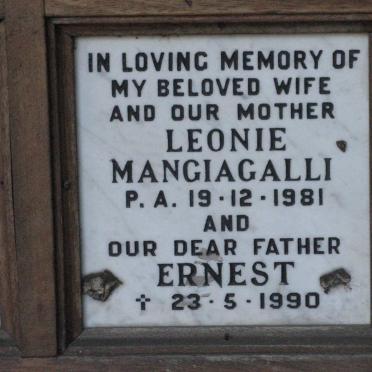 IN LOVING MEMORY OF
MY BELOVED WIFE
AND OUR MOTHER
LEONIE
MANGIAGALLI
P. A. 19·12·1981
AND
OUR DEAR FATHER
ERNEST
✝ 23·5·1990